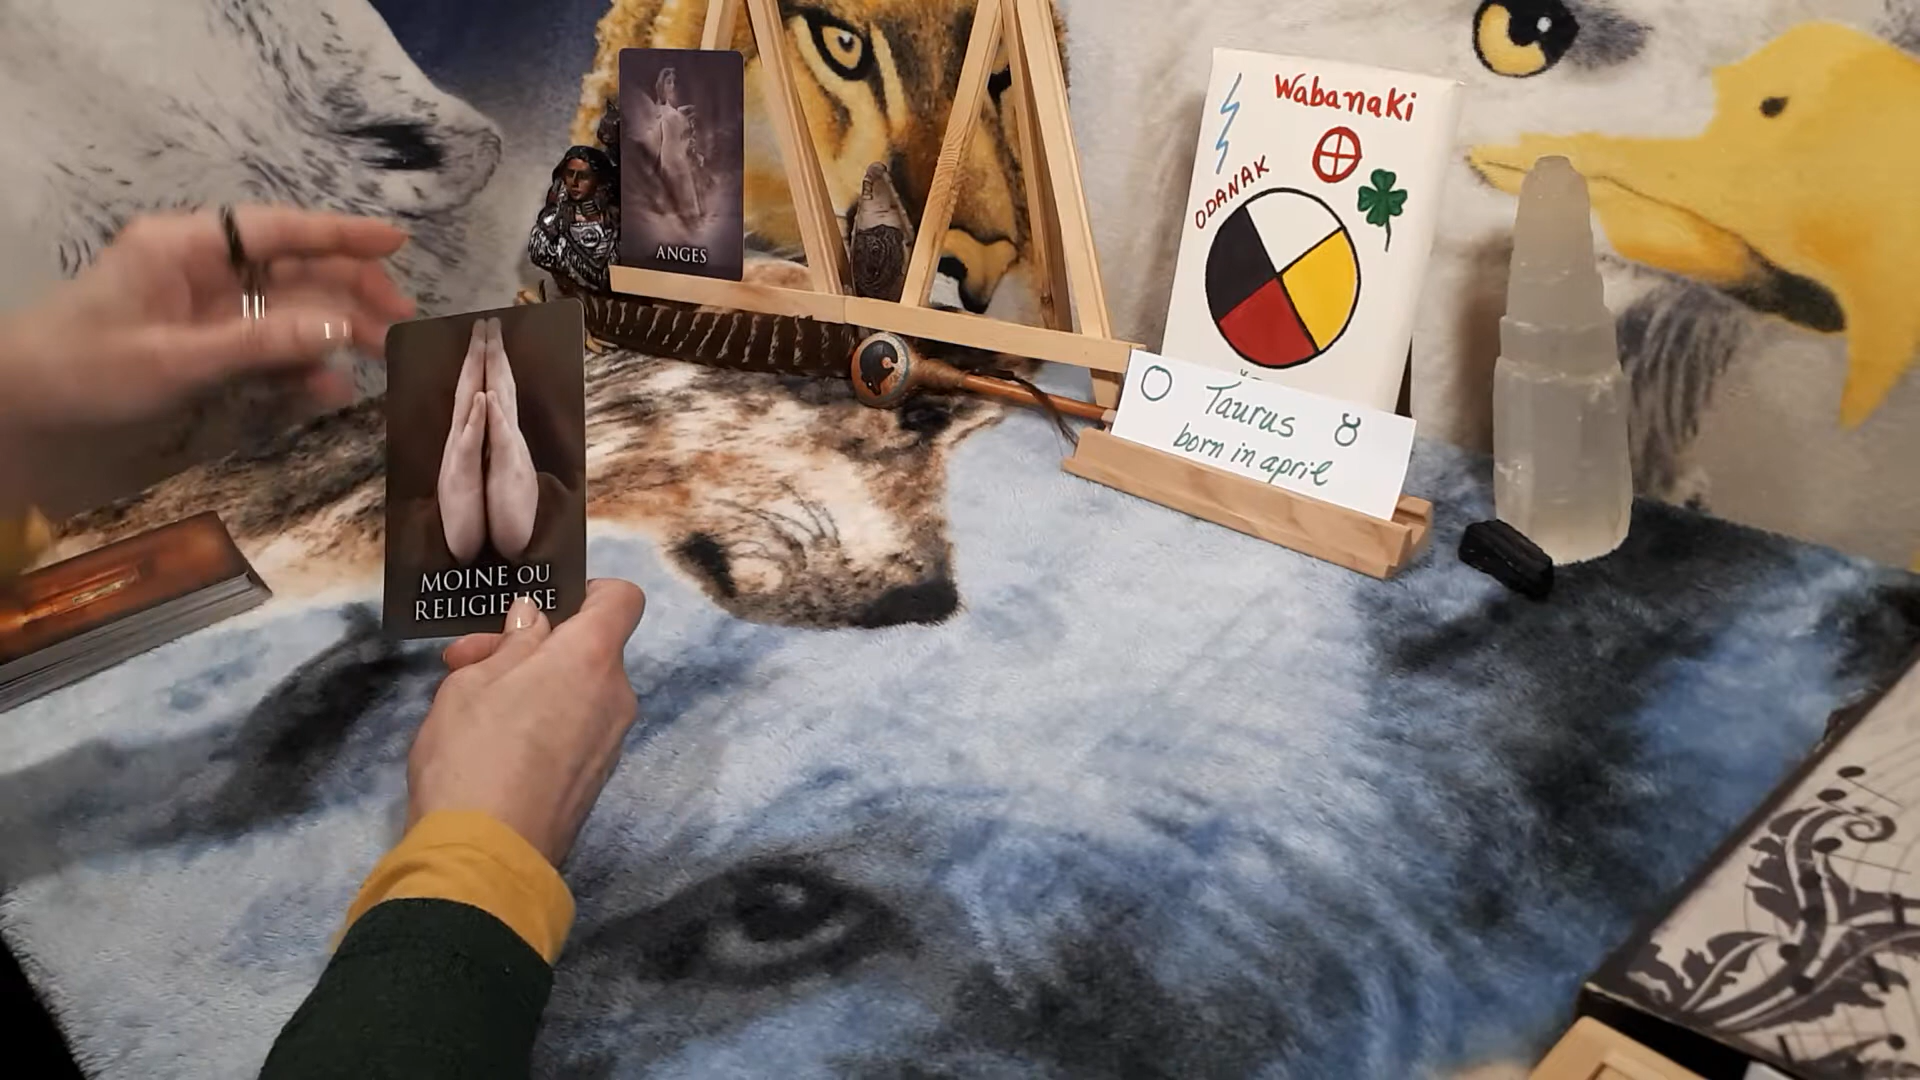 ANGES
MOINE OU
RELIGIEUSE
Wabanaki
ODANAK
Taurus
born in april